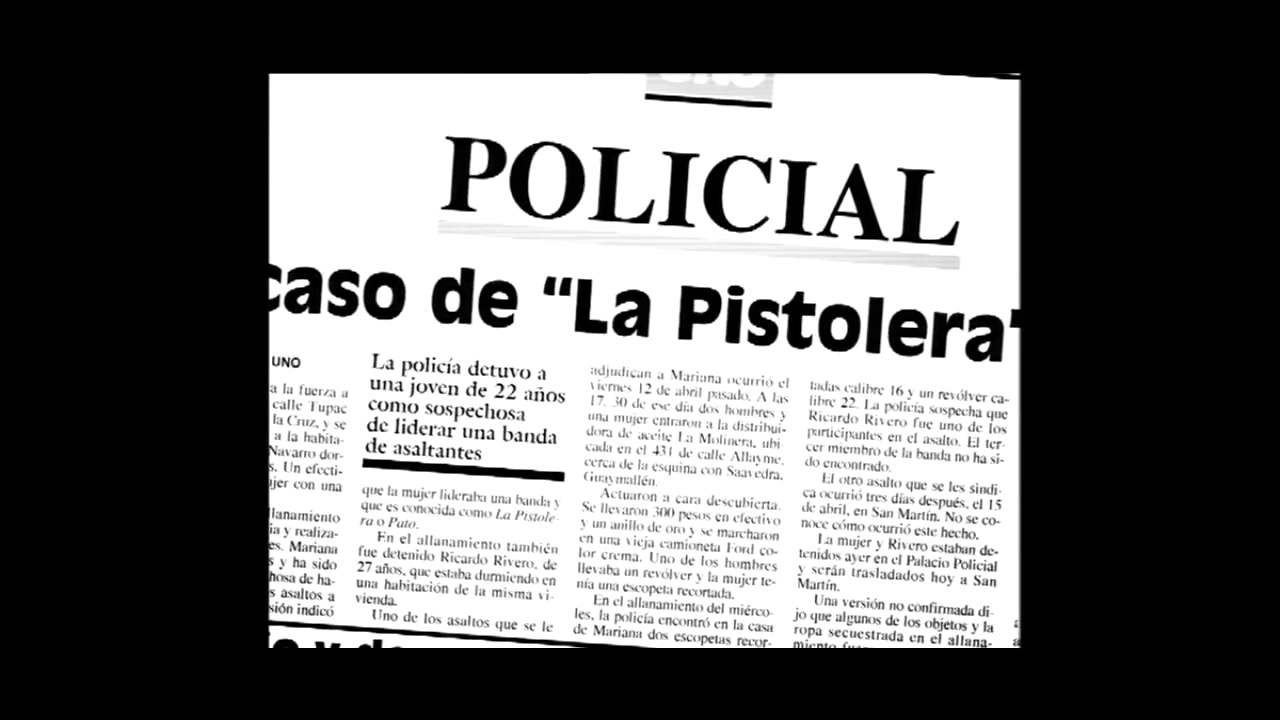 POLICIAL
caso de “La Pistolera”
UNO
a la fuerza a
calle Tupac
la Cruz, y se
a la habita-
Navarro dor-
s. Un efecti-
jer con una
llanamiento
ia y realiza-
es. Mariana
s y ha sido
hosa de ha-
s asaltos a
sión indicó
La policía detuvo a
una joven de 22 años
como sospechosa
de liderar una banda
de asaltantes
que la mujer lideraba una banda y
que es conocida como La Pistole-
ra o Pato.
En el allanamiento también
fue detenido Ricardo Rivero, de
27 años, que estaba durmiendo en
una habitación de la misma vi-
vienda.
Uno de los asaltos que se le
adjudican a Mariana ocurrió el
viernes 12 de abril pasado. A las
17. 30 de ese día dos hombres y
una mujer entraron a la distribui-
dora de aceite La Molinera, ubi-
cada en el 431 de calle Allayme,
cerca de la esquina con Saavedra,
Guaymallén.
Actuaron a cara descubierta.
Se llevaron 300 pesos en efectivo
y un anillo de oro y se marcharon
en una vieja camioneta Ford co-
lor crema. Uno de los hombres
llevaba un revólver y la mujer te-
nía una escopeta recortada.
En el allanamiento del miérco-
les, la policía encontró en la casa
de Mariana dos escopetas recor-
tadas calibre 16 y un revólver ca-
libre 22. La policía sospecha que
Ricardo Rivero fue uno de los
participantes en el asalto. El ter-
cer miembro de la banda no ha si-
do encontrado.
El otro asalto que se les sindi-
ca ocurrió tres días después, el 15
de abril, en San Martín. No se co-
noce cómo ocurrió este hecho.
La mujer y Rivero estaban de-
tenidos ayer en el Palacio Policial
y serán trasladados hoy a San
Martín.
Una versión no confirmada di-
jo que algunos de los objetos y la
ropa secuestrada en el allana-